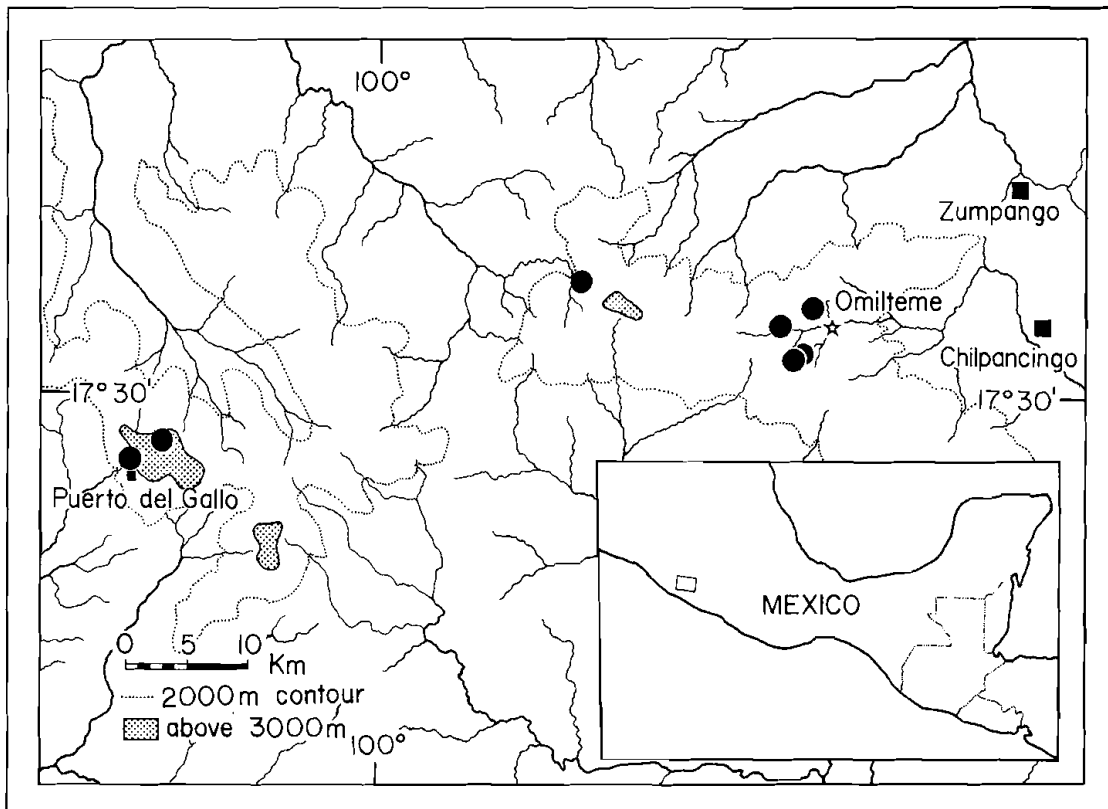 100°
Zumpango
Omilteme
Chilpancingo
17°30'
17°30'
Puerto del Gallo
MEXICO
0 5 10
Km
2000m contour
above 3000m
100°